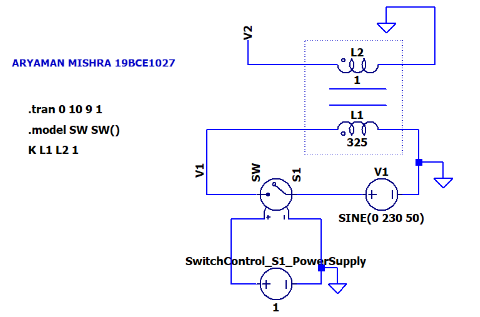 V2
L2
1
ARYAMAN MISHRA 19BCE1027
.tran 0 10 9 1
.model SW SW()
K L1 L2 1
L1
325
V1
SW
S1
V1
SINE(0 230 50)
SwitchControl_S1_PowerSupply
1